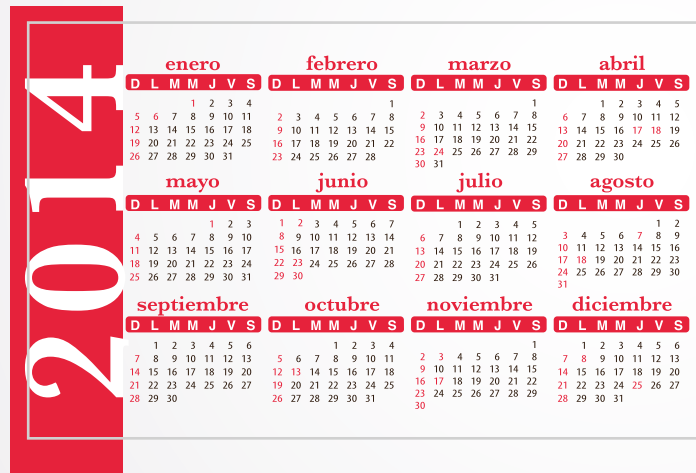 2014
enero
D L M M J V S
1 2 3 4
5 6 7 8 9 10 11
12 13 14 15 16 17 18
19 20 21 22 23 24 25
26 27 28 29 30 31
febrero
D L M M J V S
1
2 3 4 5 6 7 8
9 10 11 12 13 14 15
16 17 18 19 20 21 22
23 24 25 26 27 28
marzo
D L M M J V S
1
2 3 4 5 6 7 8
9 10 11 12 13 14 15
16 17 18 19 20 21 22
23 24 25 26 27 28 29
30 31
abril
D L M M J V S
1 2 3 4 5
6 7 8 9 10 11 12
13 14 15 16 17 18 19
20 21 22 23 24 25 26
27 28 29 30
mayo
D L M M J V S
1 2 3
4 5 6 7 8 9 10
11 12 13 14 15 16 17
18 19 20 21 22 23 24
25 26 27 28 29 30 31
junio
D L M M J V S
1 2 3 4 5 6 7
8 9 10 11 12 13 14
15 16 17 18 19 20 21
22 23 24 25 26 27 28
29 30
julio
D L M M J V S
1 2 3 4 5
6 7 8 9 10 11 12
13 14 15 16 17 18 19
20 21 22 23 24 25 26
27 28 29 30 31
agosto
D L M M J V S
1 2
3 4 5 6 7 8 9
10 11 12 13 14 15 16
17 18 19 20 21 22 23
24 25 26 27 28 29 30
31
septiembre
D L M M J V S
1 2 3 4 5 6
7 8 9 10 11 12 13
14 15 16 17 18 19 20
21 22 23 24 25 26 27
28 29 30
octubre
D L M M J V S
1 2 3 4
5 6 7 8 9 10 11
12 13 14 15 16 17 18
19 20 21 22 23 24 25
26 27 28 29 30 31
noviembre
D L M M J V S
1
2 3 4 5 6 7 8
9 10 11 12 13 14 15
16 17 18 19 20 21 22
23 24 25 26 27 28 29
30
diciembre
D L M M J V S
1 2 3 4 5 6
7 8 9 10 11 12 13
14 15 16 17 18 19 20
21 22 23 24 25 26 27
28 29 30 31